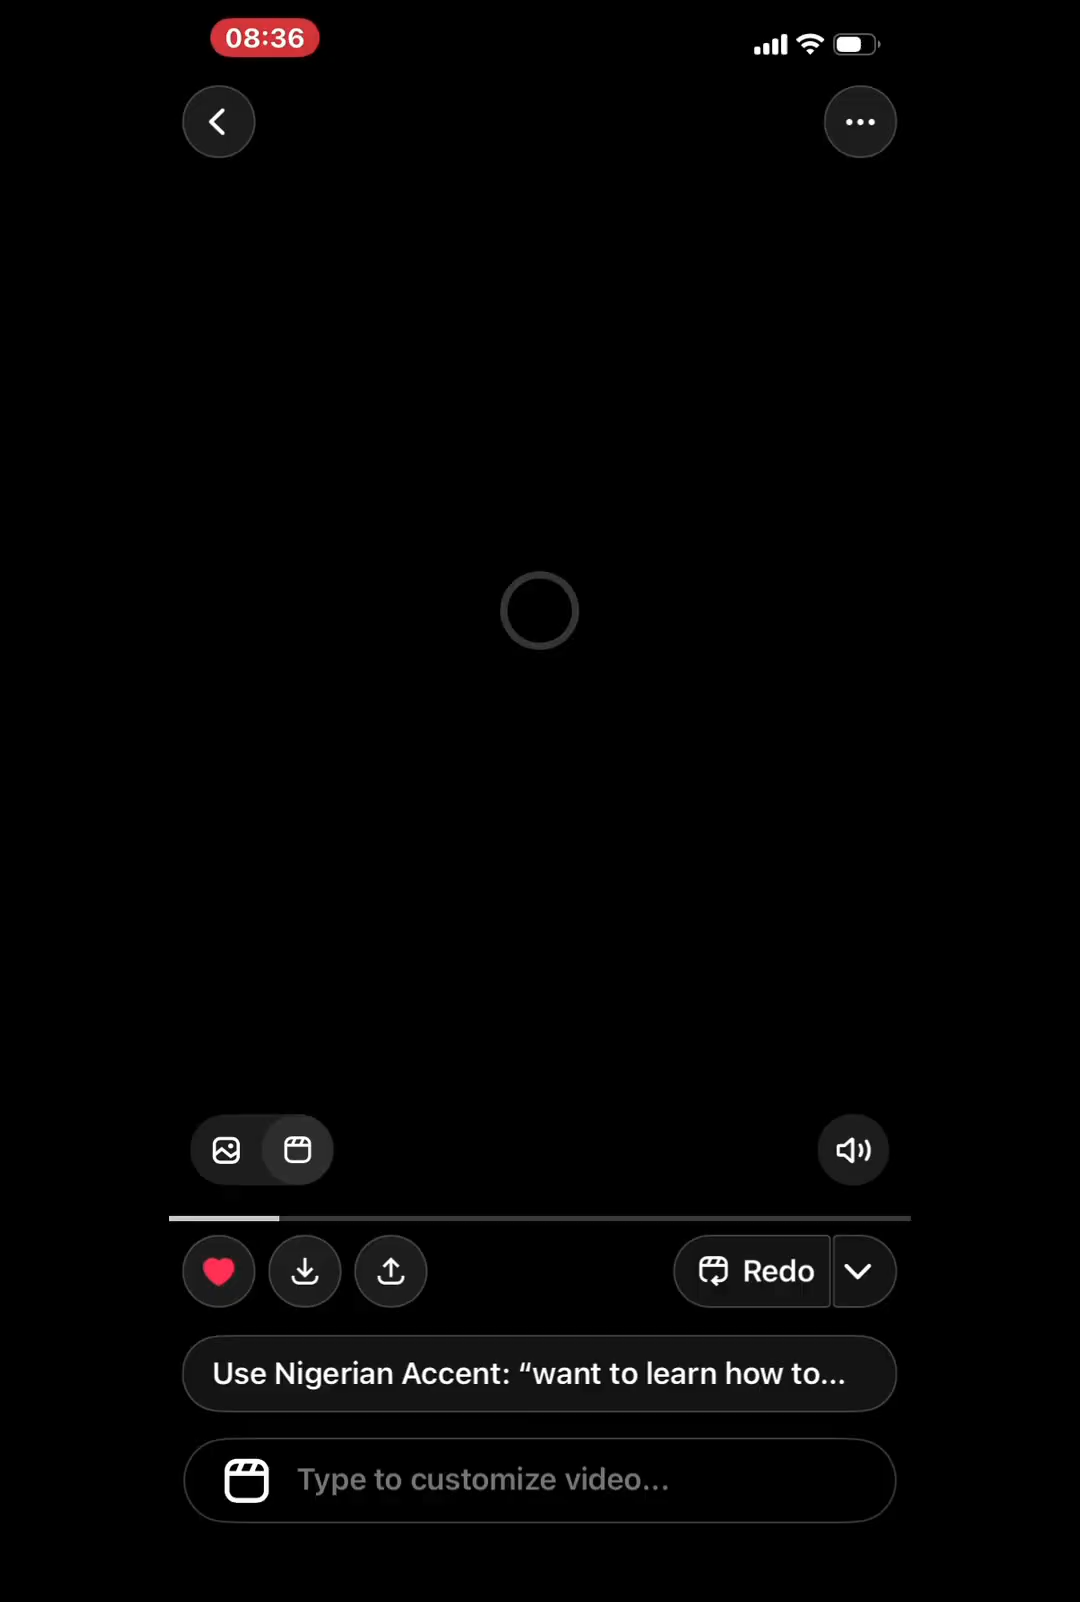 08:36
Redo
Use Nigerian Accent: “want to learn how to...
Type to customize video...